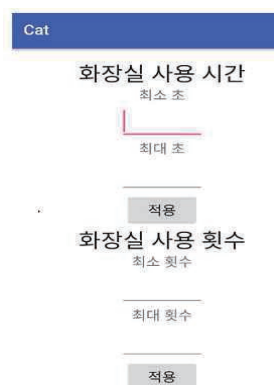 Cat
화장실 사용 시간
최소 초
최대 초
적용
화장실 사용 횟수
최소 횟수
최대 횟수
적용